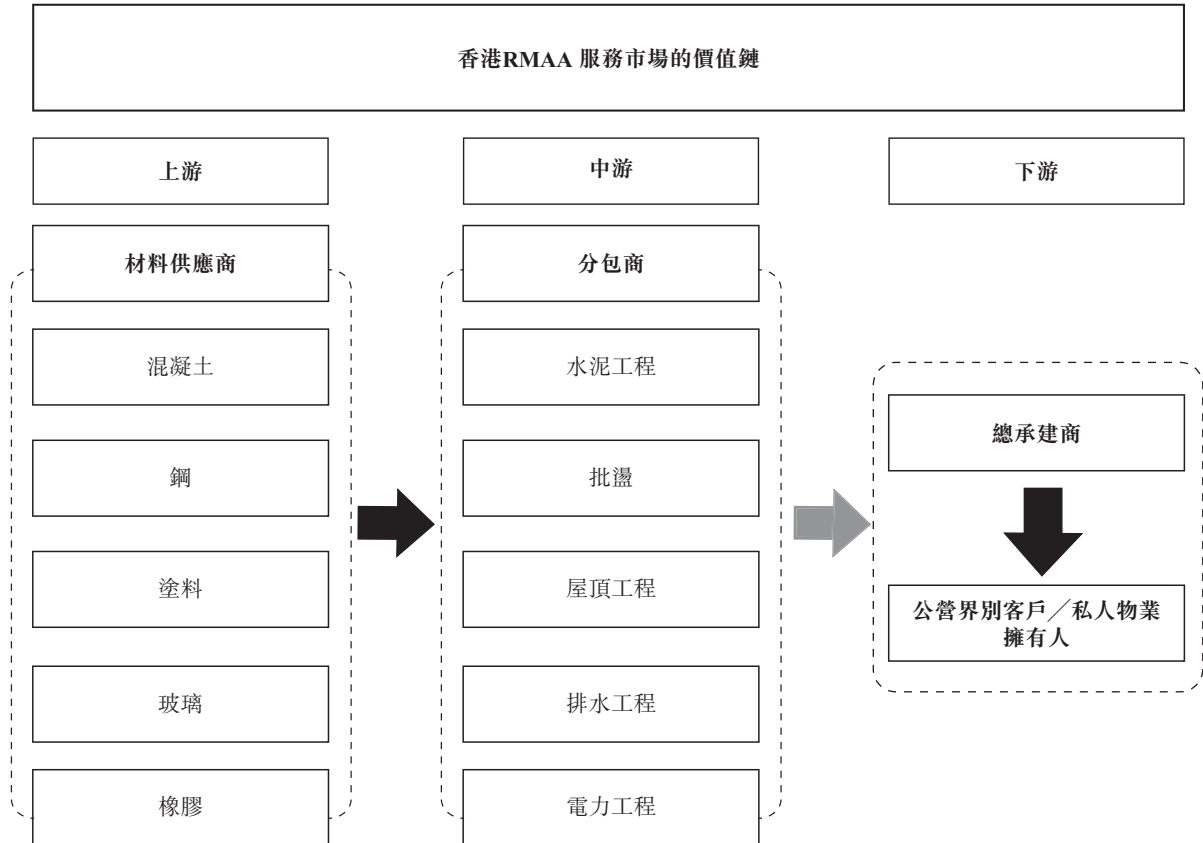 香港RMAA 服務市場的價值鏈
上游
中游
下游
材料供應商
混凝土
鋼
塗料
玻璃
橡膠
分包商
水泥工程
批盪
屋頂工程
排水工程
電力工程
總承建商
公營界別客戶／私人物業
擁有人